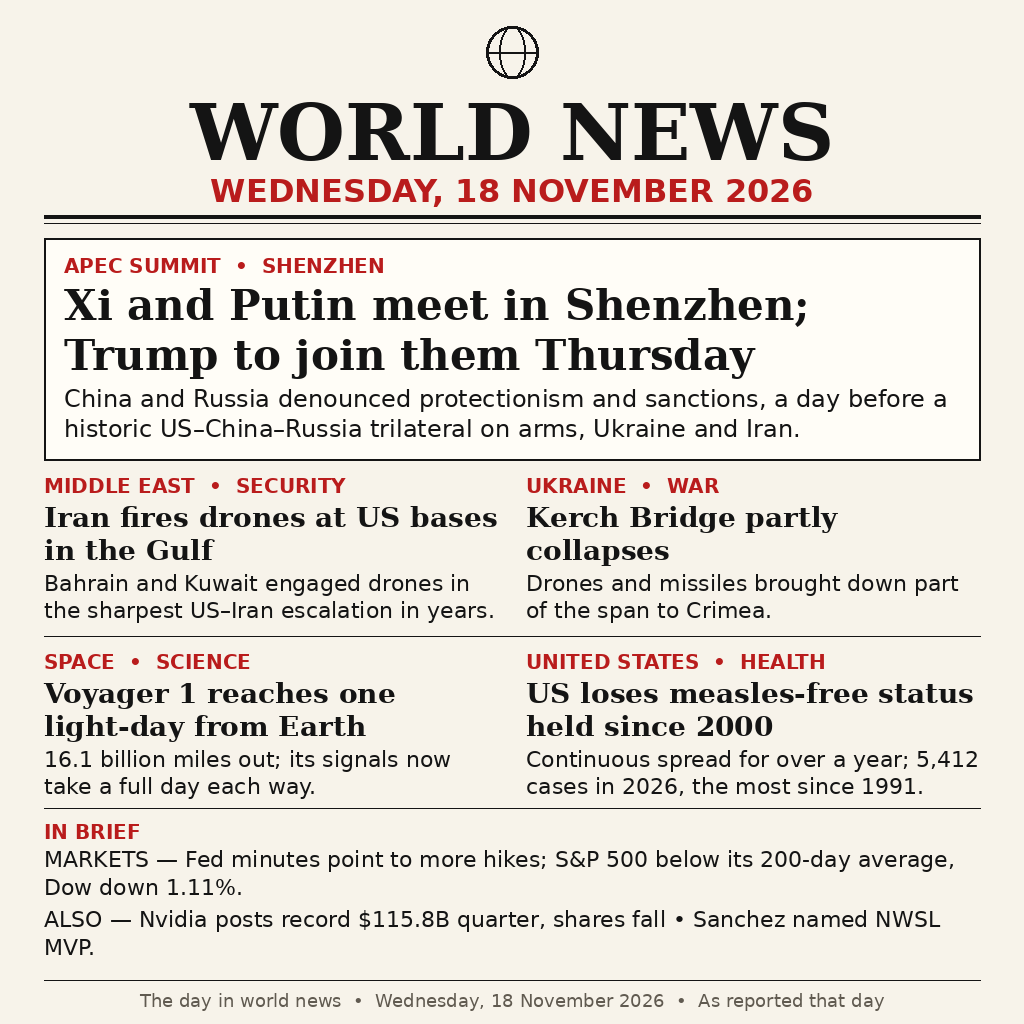 WORLD NEWS
WEDNESDAY, 18 NOVEMBER 2026
APEC SUMMIT • SHENZHEN
Xi and Putin meet in Shenzhen;
Trump to join them Thursday
China and Russia denounced protectionism and sanctions, a day before a
historic US–China–Russia trilateral on arms, Ukraine and Iran.
MIDDLE EAST • SECURITY
Iran fires drones at US bases
in the Gulf
Bahrain and Kuwait engaged drones in
the sharpest US–Iran escalation in years.
UKRAINE • WAR
Kerch Bridge partly
collapses
Drones and missiles brought down part
of the span to Crimea.
SPACE • SCIENCE
Voyager 1 reaches one
light-day from Earth
16.1 billion miles out; its signals now
take a full day each way.
UNITED STATES • HEALTH
US loses measles-free status
held since 2000
Continuous spread for over a year; 5,412
cases in 2026, the most since 1991.
IN BRIEF
MARKETS — Fed minutes point to more hikes; S&P 500 below its 200-day average,
Dow down 1.11%.
ALSO — Nvidia posts record $115.8B quarter, shares fall • Sanchez named NWSL
MVP.
The day in world news • Wednesday, 18 November 2026 • As reported that day